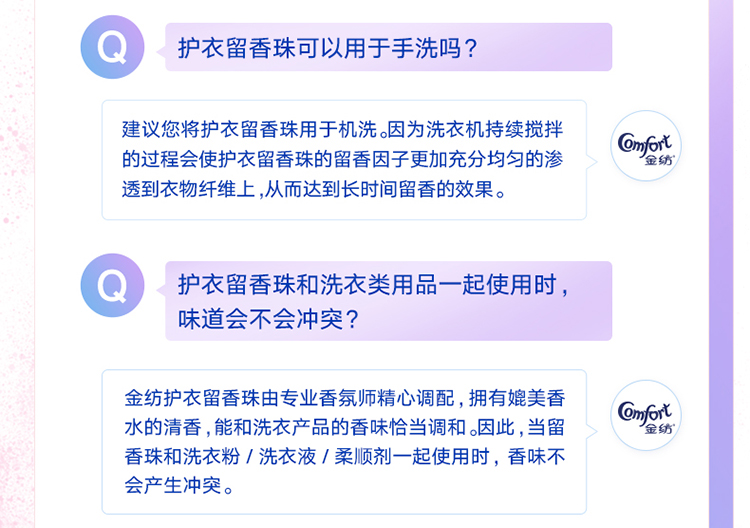 Q
护衣留香珠可以用于手洗吗？
建议您将护衣留香珠用于机洗。因为洗衣机持续搅拌
的过程会使护衣留香珠的留香因子更加充分均匀的渗
透到衣物纤维上，从而达到长时间留香的效果。
Comfort
金纺®
Q
护衣留香珠和洗衣类用品一起使用时，
味道会不会冲突？
金纺护衣留香珠由专业香氛师精心调配，拥有媲美香
水的清香，能和洗衣产品的香味恰当调和。因此，当留
香珠和洗衣粉 / 洗衣液 / 柔顺剂一起使用时，香味不
会产生冲突。
Comfort
金纺®